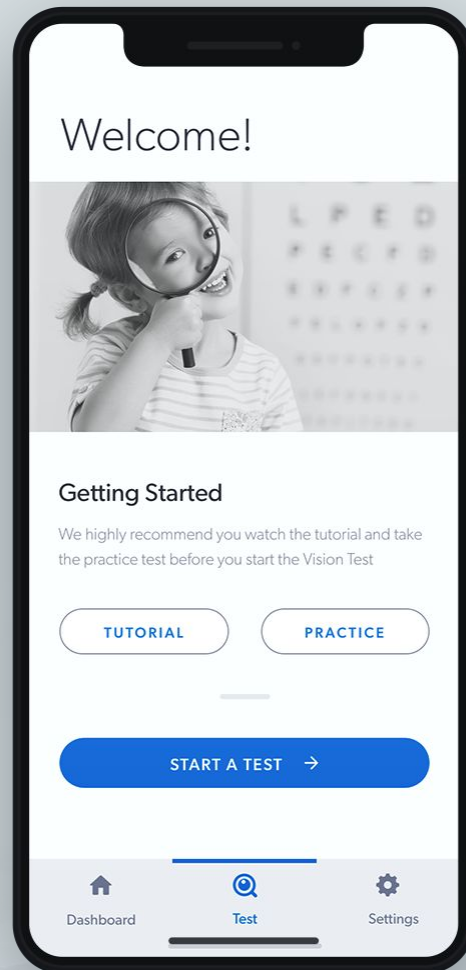 Welcome!
L P E D
Getting Started
We highly recommend you watch the tutorial and take
the practice test before you start the Vision Test
TUTORIAL
PRACTICE
START A TEST →
Dashboard
Test
Settings